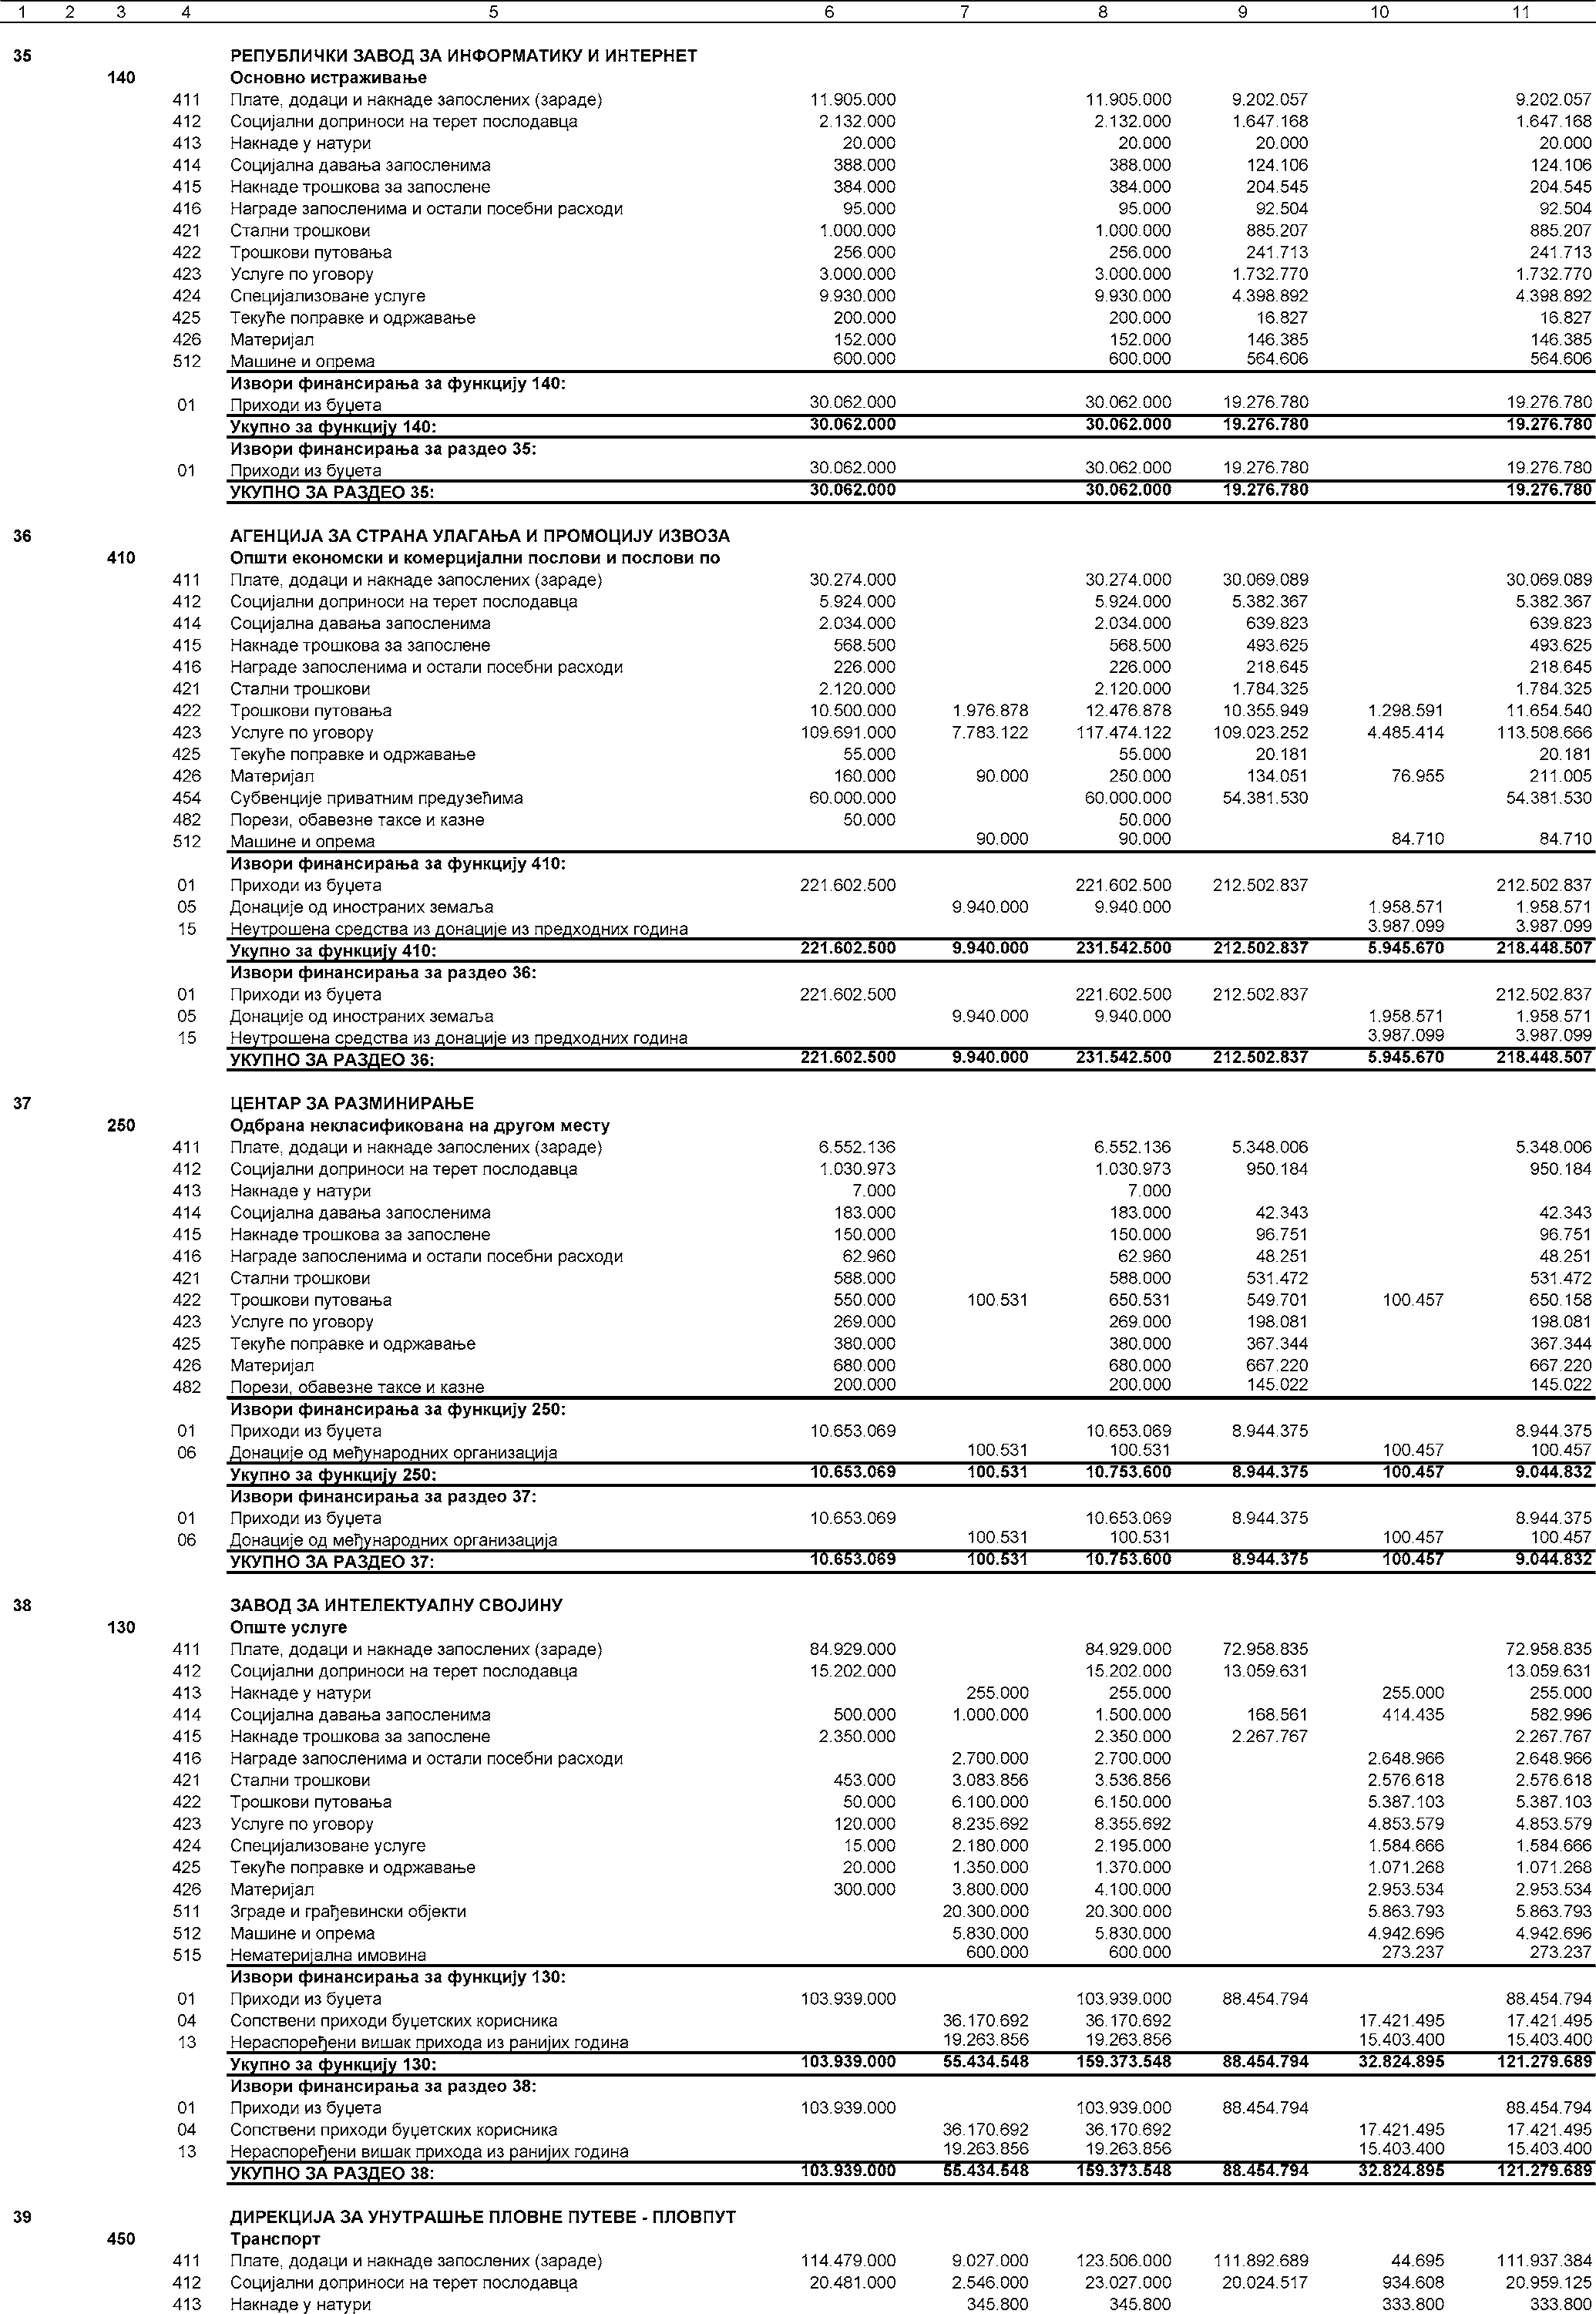 1 2 3 4 5 6 7 8 9 10 11
35 РЕПУБЛИЧКИ ЗАВОД ЗА ИНФОРМАТИКУ И ИНТЕРНЕТ
140 Основно истраживање
411 Плате, додаци и накнаде запослених (зараде) 11.905.000 11.905.000 9.202.057 9.202.057
412 Социјални доприноси на терет послодавца 2.132.000 2.132.000 1.647.168 1.647.168
413 Накнаде у натури 20.000 20.000 20.000 20.000
414 Социјална давања запосленима 388.000 388.000 124.106 124.106
415 Накнаде трошкова за запослене 384.000 384.000 204.545 204.545
416 Награде запосленима и остали посебни расходи 95.000 95.000 92.504 92.504
421 Стални трошкови 1.000.000 1.000.000 885.207 885.207
422 Трошкови путовања 256.000 256.000 241.713 241.713
423 Услуге по уговору 3.000.000 3.000.000 1.732.770 1.732.770
424 Специјализоване услуге 9.930.000 9.930.000 4.398.892 4.398.892
425 Текуће поправке и одржавање 200.000 200.000 16.827 16.827
426 Материјал 152.000 152.000 146.385 146.385
512 Машине и опрема 600.000 600.000 564.606 564.606
Извори финансирања за функцију 140:
01 Приходи из буџета 30.062.000 30.062.000 19.276.780 19.276.780
Укупно за функцију 140: 30.062.000 30.062.000 19.276.780 19.276.780
Извори финансирања за раздео 35:
01 Приходи из буџета 30.062.000 30.062.000 19.276.780 19.276.780
УКУПНО ЗА РАЗДЕО 35: 30.062.000 30.062.000 19.276.780 19.276.780
36 АГЕНЦИЈА ЗА СТРАНА УЛАГАЊА И ПРОМОЦИЈУ ИЗВОЗА
410 Општи економски и комерцијални послови и послови по
411 Плате, додаци и накнаде запослених (зараде) 30.274.000 30.274.000 30.069.089 30.069.089
412 Социјални доприноси на терет послодавца 5.924.000 5.924.000 5.382.367 5.382.367
414 Социјална давања запосленима 2.034.000 2.034.000 639.823 639.823
415 Накнаде трошкова за запослене 568.500 568.500 493.625 493.625
416 Награде запосленима и остали посебни расходи 226.000 226.000 218.645 218.645
421 Стални трошкови 2.120.000 2.120.000 1.784.325 1.784.325
422 Трошкови путовања 10.500.000 1.976.878 12.476.878 10.355.949 1.298.591 11.654.540
423 Услуге по уговору 109.691.000 7.783.122 117.474.122 109.023.252 4.485.414 113.508.666
425 Текуће поправке и одржавање 55.000 55.000 20.181 20.181
426 Материјал 160.000 90.000 250.000 134.051 76.955 211.005
454 Субвенције приватним предузећима 60.000.000 60.000.000 54.381.530 54.381.530
482 Порези, обавезне таксе и казне 50.000 50.000
512 Машине и опрема 90.000 90.000 84.710 84.710
Извори финансирања за функцију 410:
01 Приходи из буџета 221.602.500 221.602.500 212.502.837 212.502.837
05 Донације од иностраних земаља 9.940.000 9.940.000 1.958.571 1.958.571
15 Неутрошена средства из донације из предходних година 3.987.099 3.987.099
Укупно за функцију 410: 221.602.500 9.940.000 231.542.500 212.502.837 5.945.670 218.448.507
Извори финансирања за раздео 36:
01 Приходи из буџета 221.602.500 221.602.500 212.502.837 212.502.837
05 Донације од иностраних земаља 9.940.000 9.940.000 1.958.571 1.958.571
15 Неутрошена средства из донације из предходних година 3.987.099 3.987.099
УКУПНО ЗА РАЗДЕО 36: 221.602.500 9.940.000 231.542.500 212.502.837 5.945.670 218.448.507
37 ЦЕНТАР ЗА РАЗМИНИРАЊЕ
250 Одбрана некласификована на другом месту
411 Плате, додаци и накнаде запослених (зараде) 6.552.136 6.552.136 5.348.006 5.348.006
412 Социјални доприноси на терет послодавца 1.030.973 1.030.973 950.184 950.184
413 Накнаде у натури 7.000 7.000
414 Социјална давања запосленима 183.000 183.000 42.343 42.343
415 Накнаде трошкова за запослене 150.000 150.000 96.751 96.751
416 Награде запосленима и остали посебни расходи 62.960 62.960 48.251 48.251
421 Стални трошкови 588.000 588.000 531.472 531.472
422 Трошкови путовања 550.000 100.531 650.531 549.701 100.457 650.158
423 Услуге по уговору 269.000 269.000 198.081 198.081
425 Текуће поправке и одржавање 380.000 380.000 367.344 367.344
426 Материјал 680.000 680.000 667.220 667.220
482 Порези, обавезне таксе и казне 200.000 200.000 145.022 145.022
Извори финансирања за функцију 250:
01 Приходи из буџета 10.653.069 10.653.069 8.944.375 8.944.375
06 Донације од међународних организација 100.531 100.531 100.457 100.457
Укупно за функцију 250: 10.653.069 100.531 10.753.600 8.944.375 100.457 9.044.832
Извори финансирања за раздео 37:
01 Приходи из буџета 10.653.069 10.653.069 8.944.375 8.944.375
06 Донације од међународних организација 100.531 100.531 100.457 100.457
УКУПНО ЗА РАЗДЕО 37: 10.653.069 100.531 10.753.600 8.944.375 100.457 9.044.832
38 ЗАВОД ЗА ИНТЕЛЕКТУАЛНУ СВОЈИНУ
130 Опште услуге
411 Плате, додаци и накнаде запослених (зараде) 84.929.000 84.929.000 72.958.835 72.958.835
412 Социјални доприноси на терет послодавца 15.202.000 15.202.000 13.059.631 13.059.631
413 Накнаде у натури 255.000 255.000 255.000 255.000
414 Социјална давања запосленима 500.000 1.000.000 1.500.000 168.561 414.435 582.996
415 Накнаде трошкова за запослене 2.350.000 2.350.000 2.267.767 2.267.767
416 Награде запосленима и остали посебни расходи 2.700.000 2.700.000 2.648.966 2.648.966
421 Стални трошкови 453.000 3.083.856 3.536.856 2.576.618 2.576.618
422 Трошкови путовања 50.000 6.100.000 6.150.000 5.387.103 5.387.103
423 Услуге по уговору 120.000 8.235.692 8.355.692 4.853.579 4.853.579
424 Специјализоване услуге 15.000 2.180.000 2.195.000 1.584.666 1.584.666
425 Текуће поправке и одржавање 20.000 1.350.000 1.370.000 1.071.268 1.071.268
426 Материјал 300.000 3.800.000 4.100.000 2.953.534 2.953.534
511 Зграде и грађевински објекти 20.300.000 20.300.000 5.863.793 5.863.793
512 Машине и опрема 5.830.000 5.830.000 4.942.696 4.942.696
515 Нематеријална имовина 600.000 600.000 273.237 273.237
Извори финансирања за функцију 130:
01 Приходи из буџета 103.939.000 103.939.000 88.454.794 88.454.794
04 Сопствени приходи буџетских корисника 36.170.692 36.170.692 17.421.495 17.421.495
13 Нераспоређени вишак прихода из ранијих година 19.263.856 19.263.856 15.403.400 15.403.400
Укупно за функцију 130: 103.939.000 55.434.548 159.373.548 88.454.794 32.824.895 121.279.689
Извори финансирања за раздео 38:
01 Приходи из буџета 103.939.000 103.939.000 88.454.794 88.454.794
04 Сопствени приходи буџетских корисника 36.170.692 36.170.692 17.421.495 17.421.495
13 Нераспоређени вишак прихода из ранијих година 19.263.856 19.263.856 15.403.400 15.403.400
УКУПНО ЗА РАЗДЕО 38: 103.939.000 55.434.548 159.373.548 88.454.794 32.824.895 121.279.689
39 ДИРЕКЦИЈА ЗА УНУТРАШЊЕ ПЛОВНЕ ПУТЕВЕ - ПЛОВПУТ
450 Транспорт
411 Плате, додаци и накнаде запослених (зараде) 114.479.000 9.027.000 123.506.000 111.892.689 44.695 111.937.384
412 Социјални доприноси на терет послодавца 20.481.000 2.546.000 23.027.000 20.024.517 934.608 20.959.125
413 Накнаде у натури 345.800 345.800 333.800 333.800